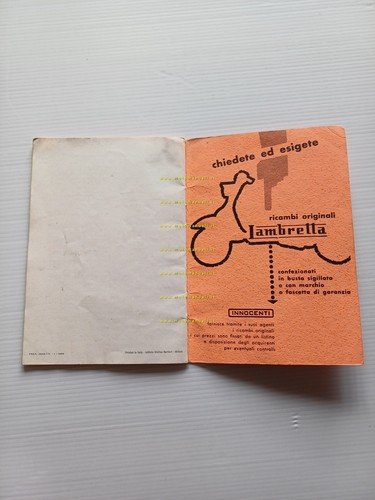 chiedete ed esigete
ricambi originali
Lambretta
confezionati
in busta sigillata
o con marchio
o fascetta di garanzia
INNOCENTI
fornisce tramite i suoi agenti
i ricambi originali
i cui prezzi sono fissati da un listino
a disposizione degli acquirenti
per eventuali controlli